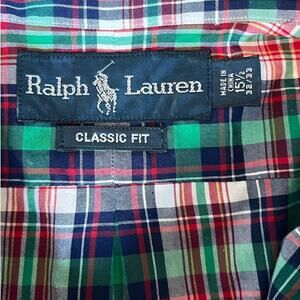 Ralph Lauren
MADE IN
CHINA
15½
32/33
CLASSIC FIT